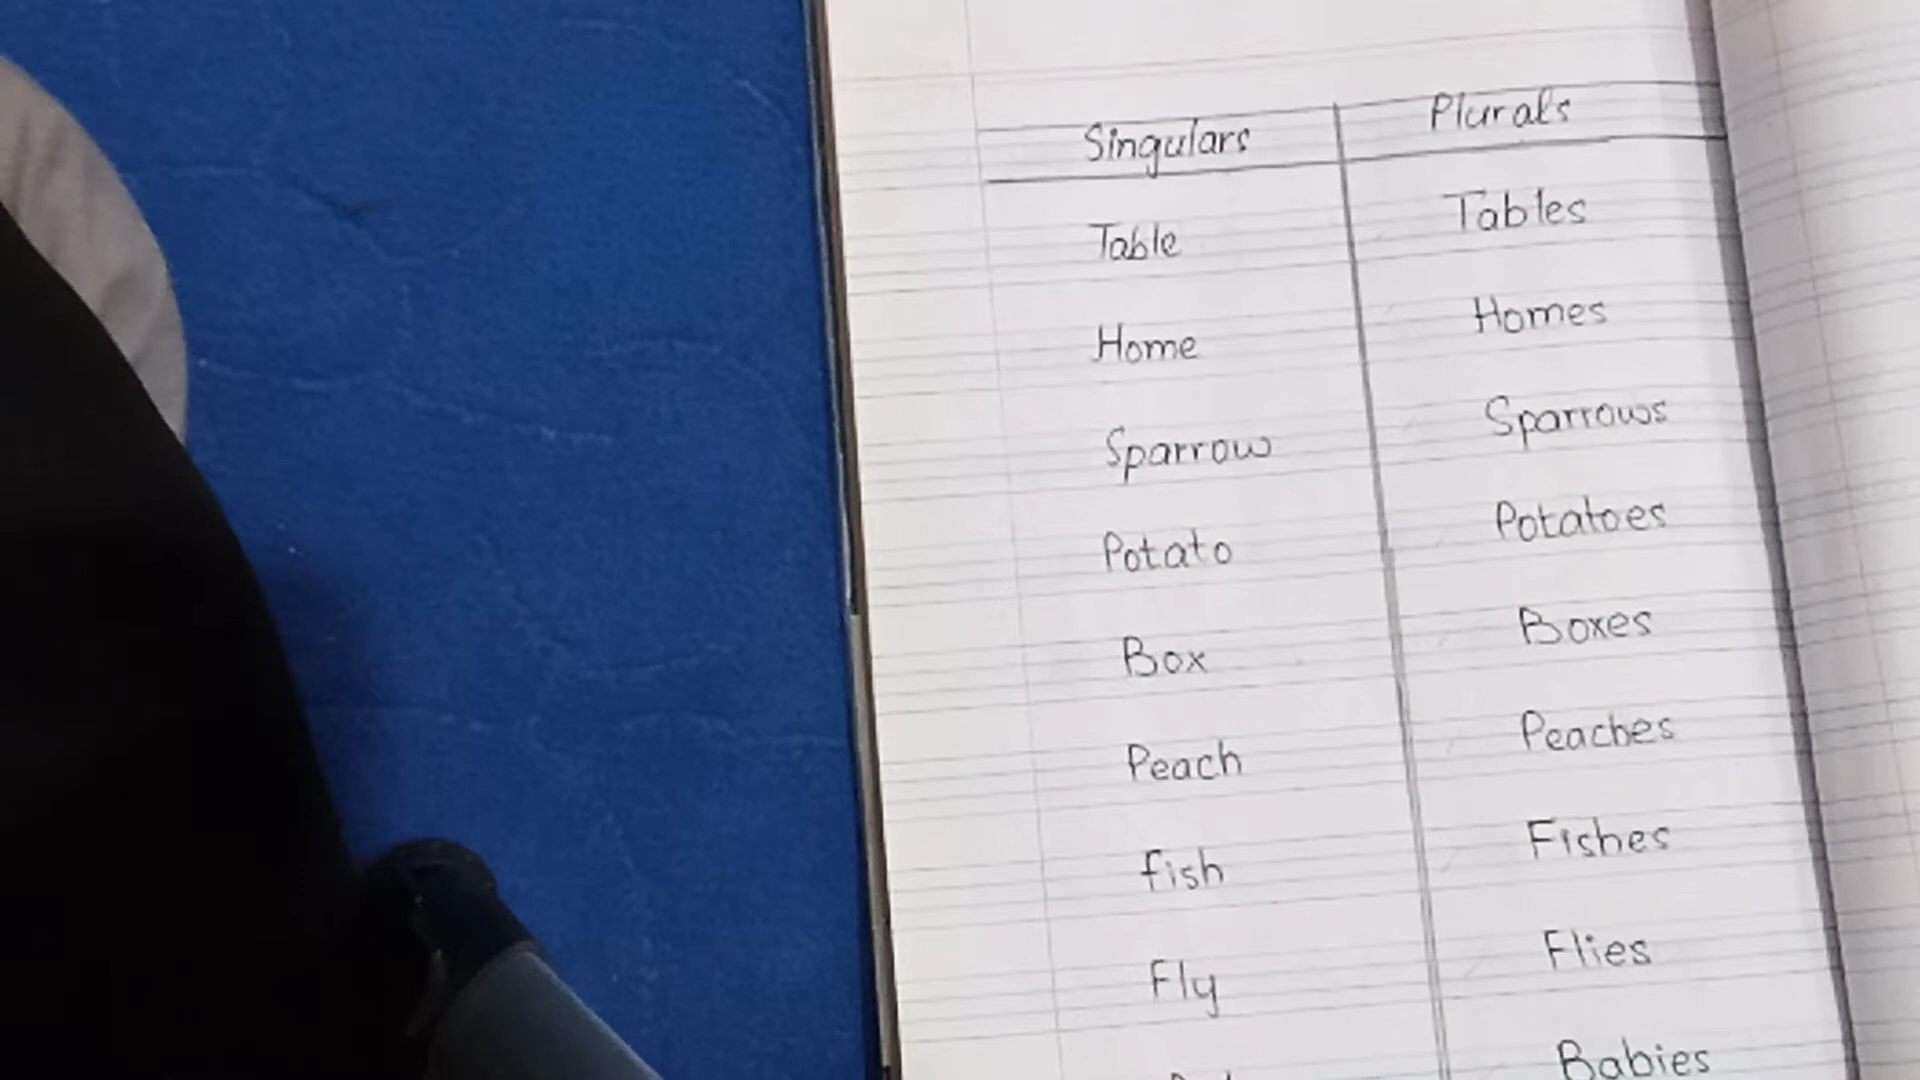 Singulars Plurals
Table Tables
Home Homes
Sparrow Sparrows
Potato Potatoes
Box Boxes
Peach Peaches
fish Fishes
Fly Flies
Babies